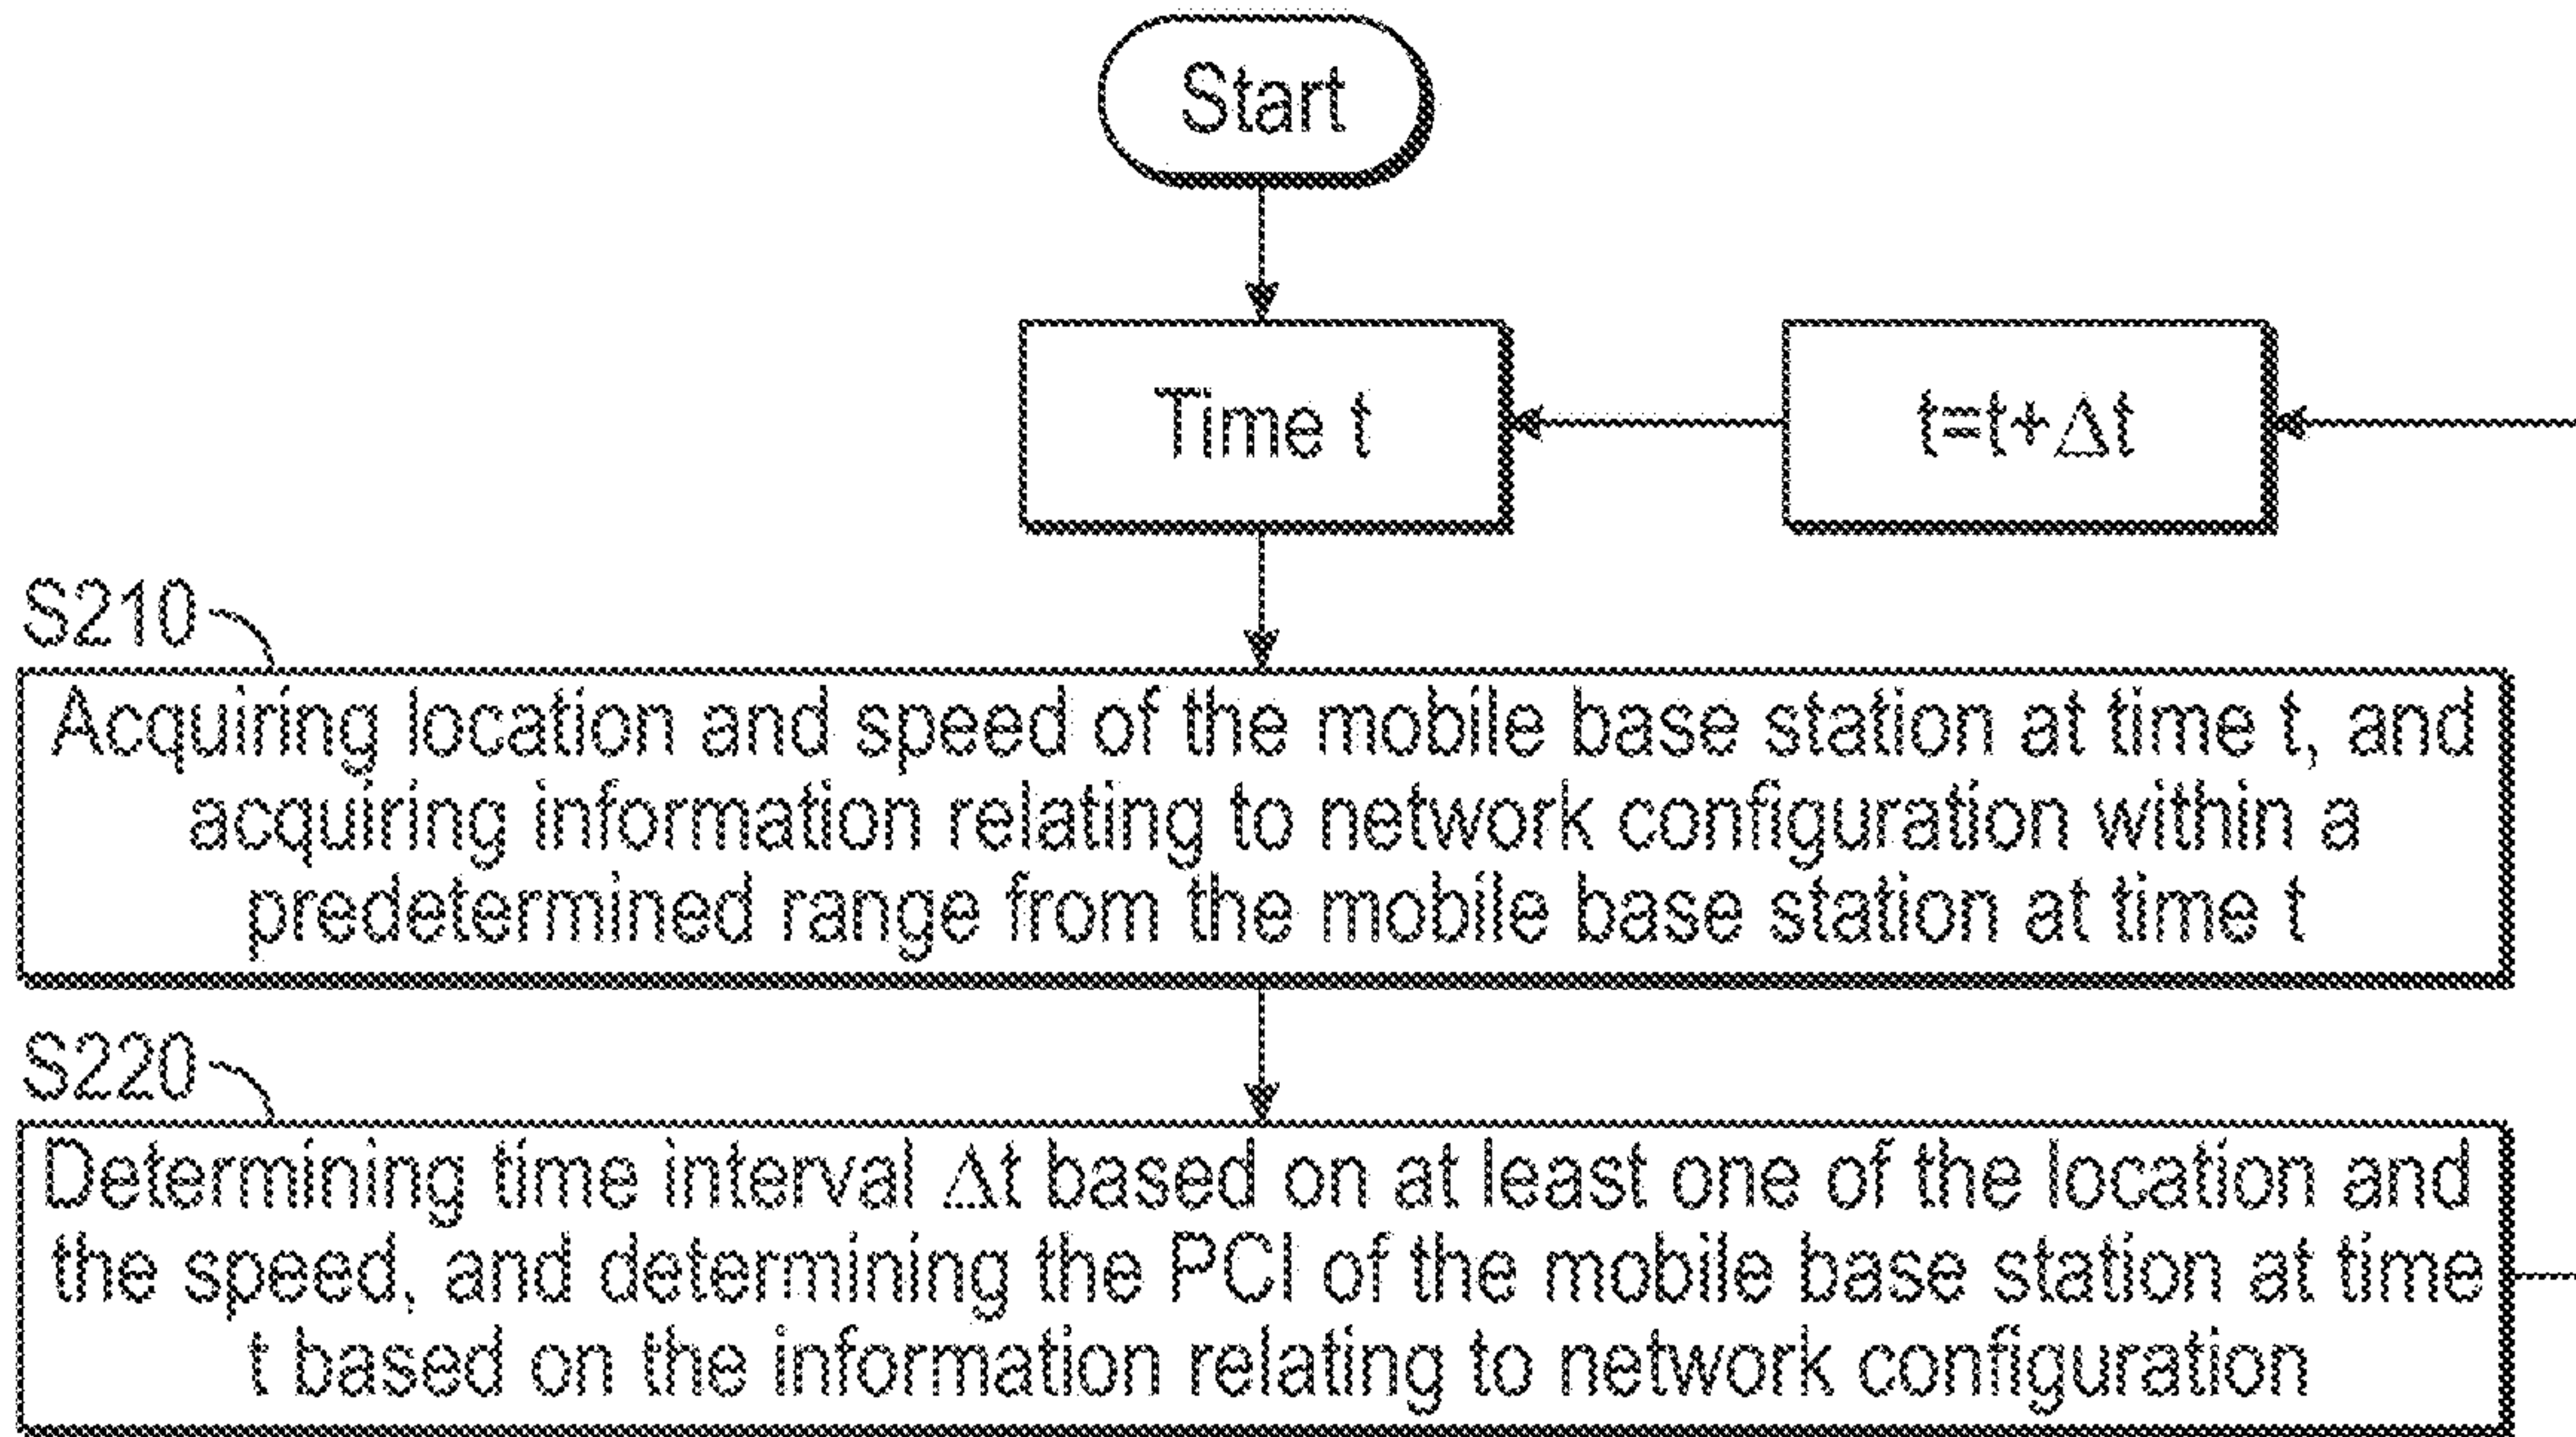 Start
Time t
t=t+Δt
S210
Acquiring location and speed of the mobile base station at time t, and
acquiring information relating to network configuration within a
predetermined range from the mobile base station at time t
S220
Determining time interval Δt based on at least one of the location and
the speed, and determining the PCI of the mobile base station at time
t based on the information relating to network configuration